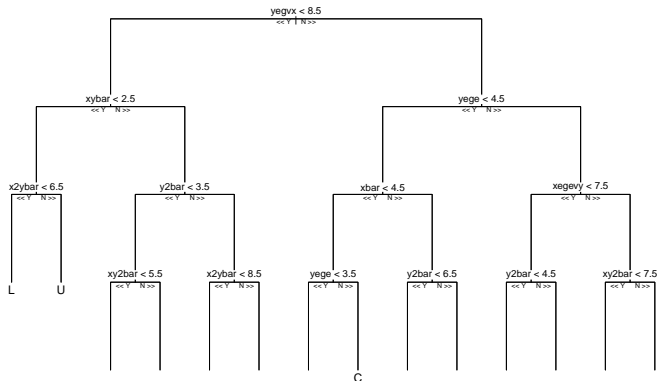 yegvx < 8.5
<< Y | N >>
xybar < 2.5
<< Y N >>
yege < 4.5
<< Y N >>
x2ybar < 6.5
<< Y N >>
y2bar < 3.5
<< Y N >>
xbar < 4.5
<< Y N >>
xegevy < 7.5
<< Y N >>
L
U
xy2bar < 5.5
<< Y N >>
x2ybar < 8.5
<< Y N >>
yege < 3.5
<< Y N >>
y2bar < 6.5
<< Y N >>
y2bar < 4.5
<< Y N >>
xy2bar < 7.5
<< Y N >>
C